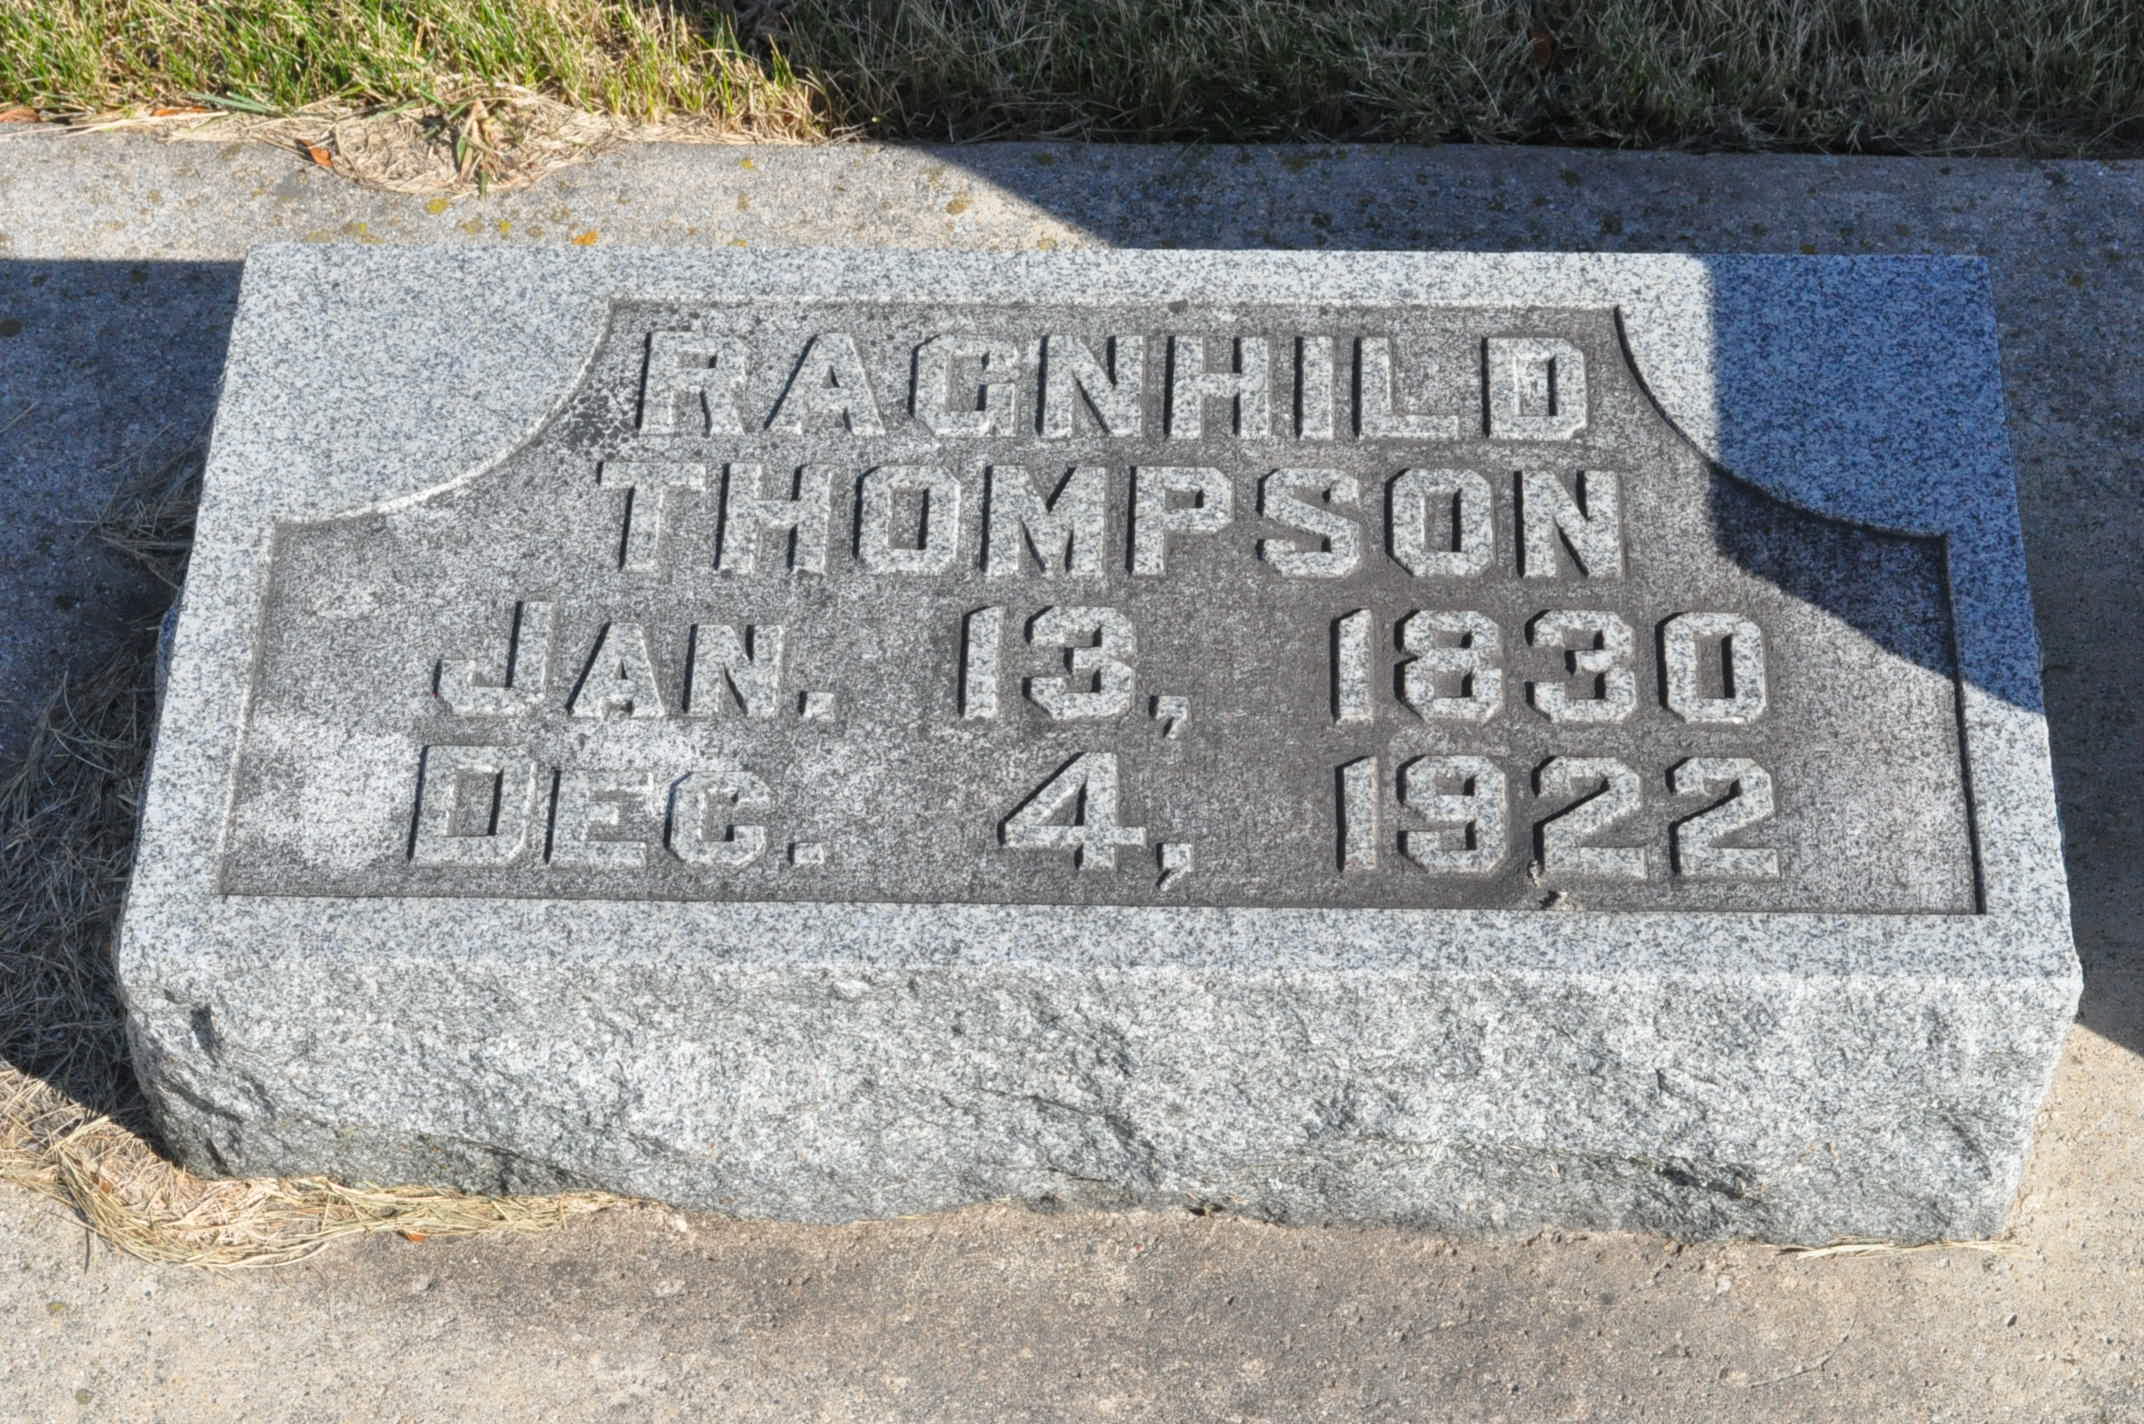 RAGNHILD
THOMPSON
JAN. 13, 1830
DEC. 4, 1922